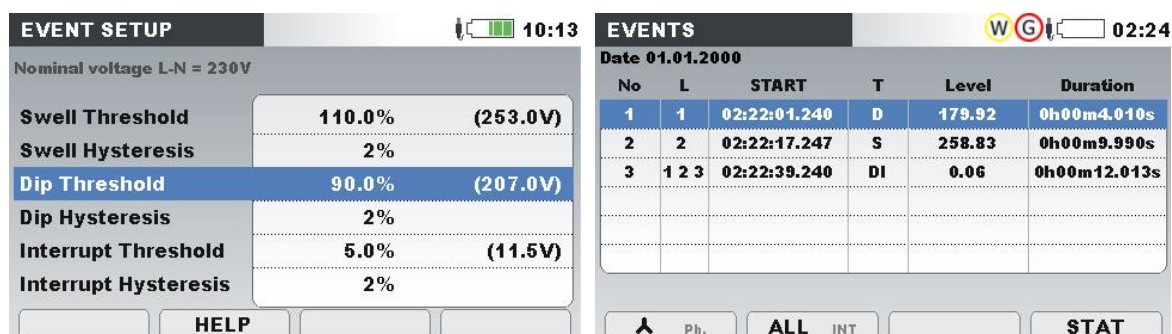 EVENT SETUP 10:13
Nominal voltage L-N = 230V
Swell Threshold 110.0% (253.0V)
Swell Hysteresis 2%
Dip Threshold 90.0% (207.0V)
Dip Hysteresis 2%
Interrupt Threshold 5.0% (11.5V)
Interrupt Hysteresis 2%
HELP
EVENTS W G 02:24
Date 01.01.2000
No L START T Level Duration
1 1 02:22:01.240 D 179.92 0h00m4.010s
2 2 02:22:17.247 S 258.83 0h00m9.990s
3 1 2 3 02:22:39.240 DI 0.06 0h00m12.013s
Ph. ALL INT STAT